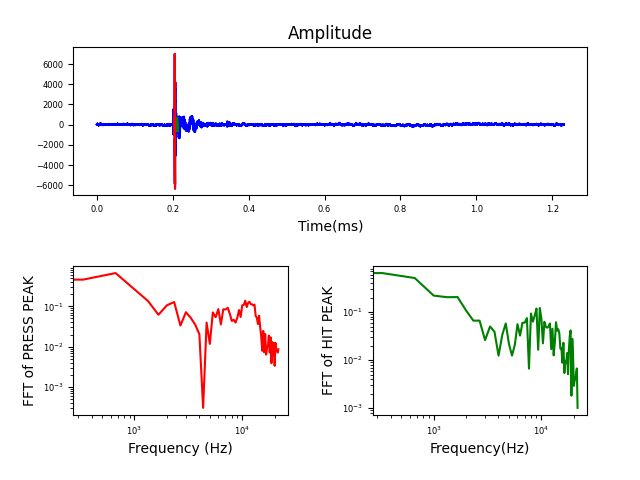 Amplitude
6000
4000
2000
0
−2000
−4000
−6000
0.0 0.2 0.4 0.6 0.8 1.0 1.2
Time(ms)
FFT of PRESS PEAK
10⁻¹
10⁻²
10⁻³
10³ 10⁴
Frequency (Hz)
FFT of HIT PEAK
10⁻¹
10⁻²
10⁻³
10³ 10⁴
Frequency(Hz)